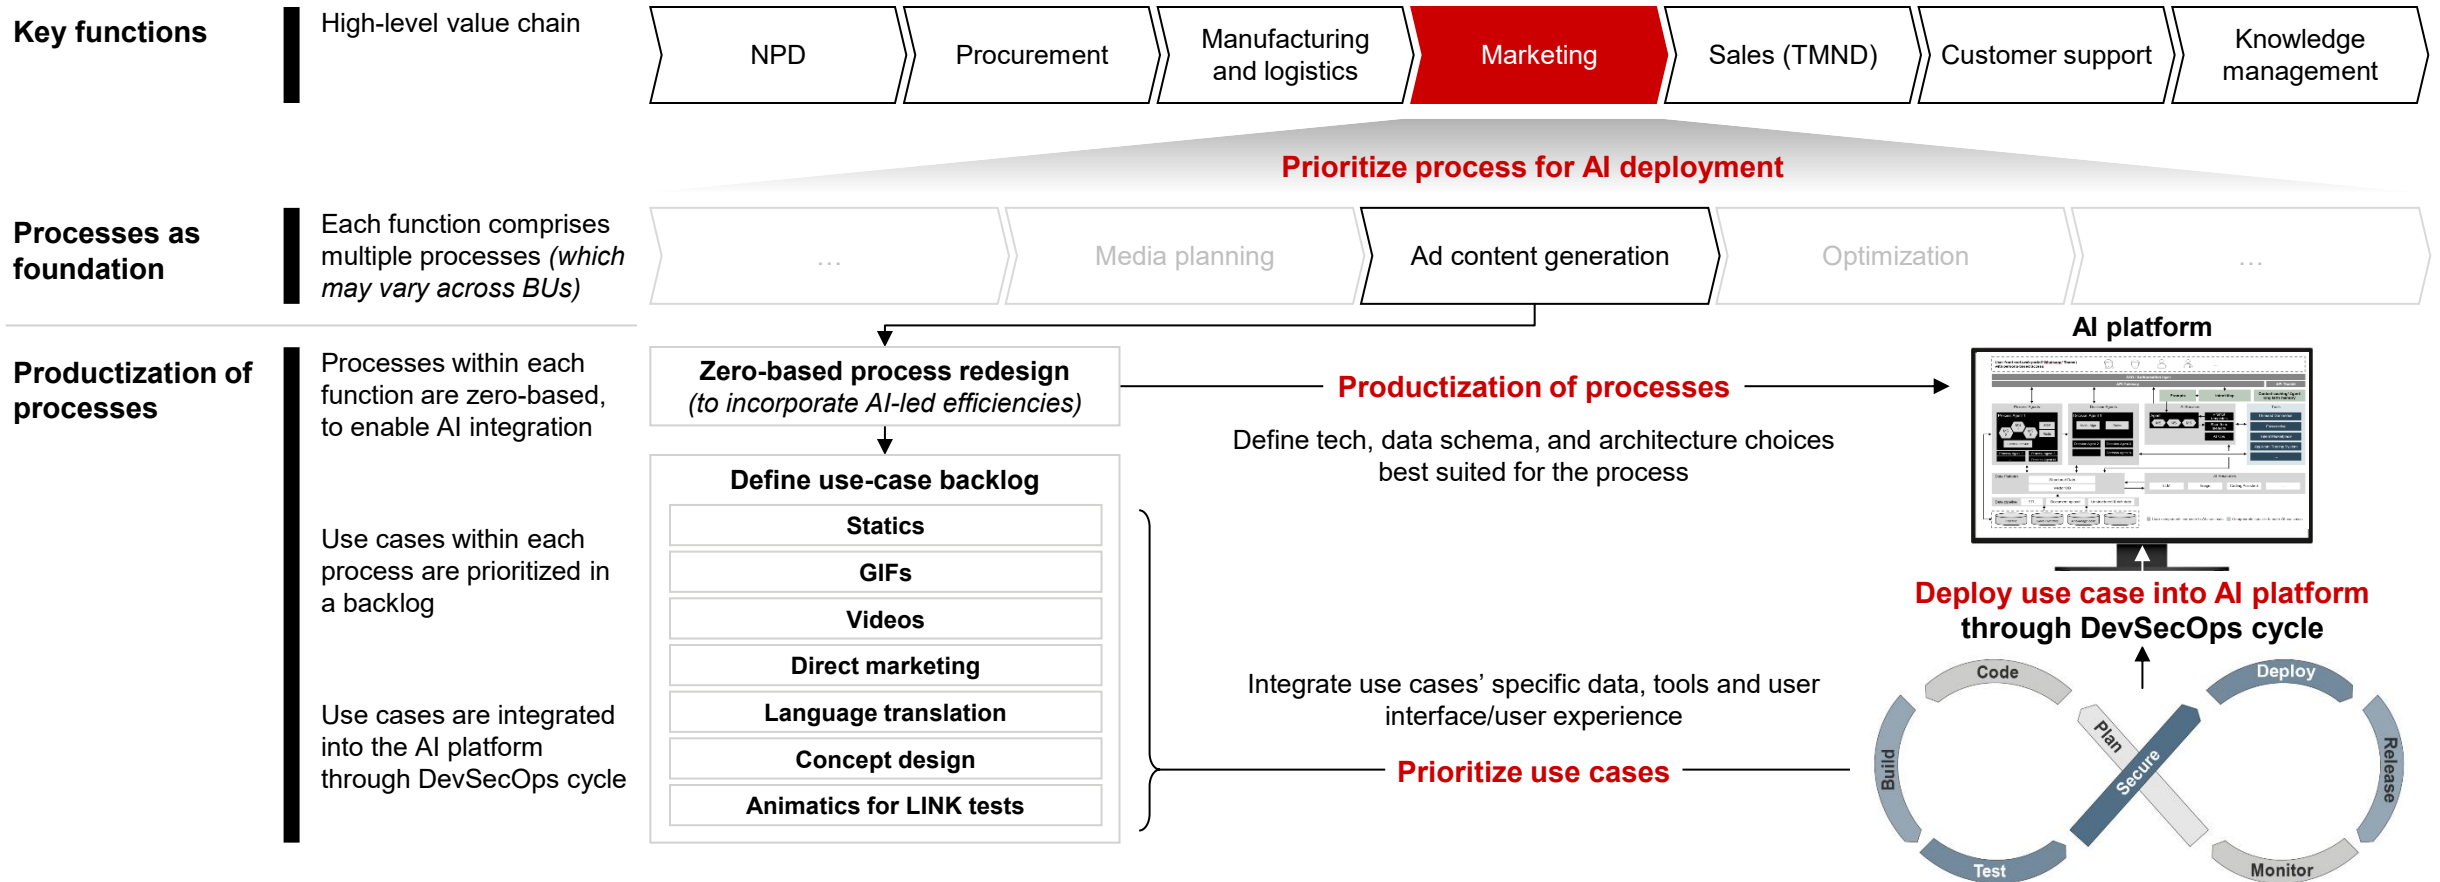 Key functions
High-level value chain
NPD
Procurement
Manufacturing
and logistics
Marketing
Sales (TMND)
Customer support
Knowledge
management
Prioritize process for AI deployment
Processes as
foundation
Each function comprises
multiple processes (which
may vary across BUs)
…
Media planning
Ad content generation
Optimization
…
Productization of
processes
Processes within each
function are zero-based,
to enable AI integration
Use cases within each
process are prioritized in
a backlog
Use cases are integrated
into the AI platform
through DevSecOps cycle
Zero-based process redesign
(to incorporate AI-led efficiencies)
Define use-case backlog
Statics
GIFs
Videos
Direct marketing
Language translation
Concept design
Animatics for LINK tests
Productization of processes
Define tech, data schema, and architecture choices
best suited for the process
Integrate use cases’ specific data, tools and user
interface/user experience
Prioritize use cases
AI platform
Deploy use case into AI platform
through DevSecOps cycle
Code
Build
Test
Plan
Secure
Deploy
Release
Monitor